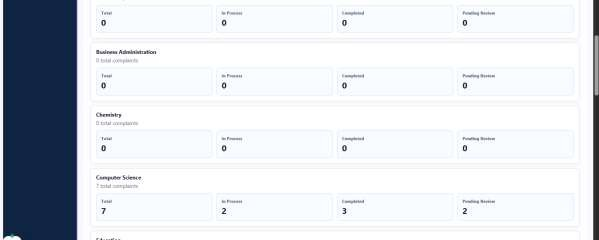 Total In Process Completed Pending Review
0 0 0 0
Business Administration
0 total complaints
Total In Process Completed Pending Review
0 0 0 0
Chemistry
0 total complaints
Total In Process Completed Pending Review
0 0 0 0
Computer Science
7 total complaints
Total In Process Completed Pending Review
7 2 3 2
Education